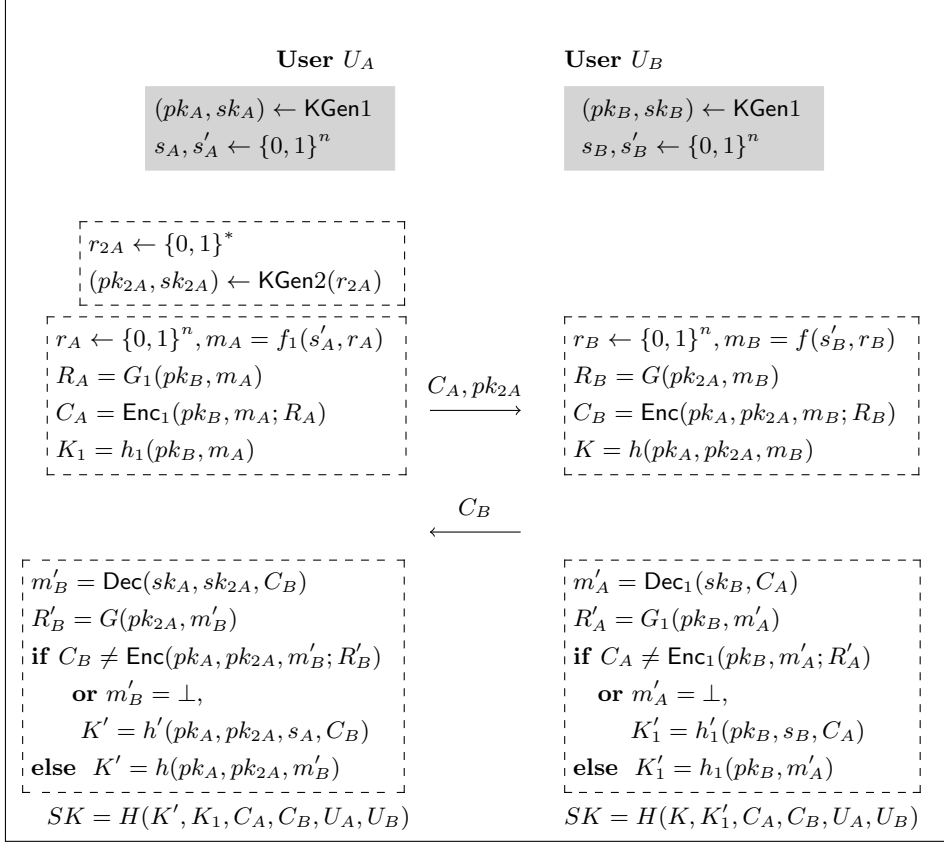 User U_A
User U_B
(pk_A, sk_A) ← KGen1
s_A, s'_A ← {0, 1}^n
(pk_B, sk_B) ← KGen1
s_B, s'_B ← {0, 1}^n
r_{2A} ← {0, 1}^*
(pk_{2A}, sk_{2A}) ← KGen2(r_{2A})
r_A ← {0, 1}^n, m_A = f_1(s'_A, r_A)
R_A = G_1(pk_B, m_A)
C_A = Enc_1(pk_B, m_A; R_A)
K_1 = h_1(pk_B, m_A)
C_A, pk_{2A}
r_B ← {0, 1}^n, m_B = f(s'_B, r_B)
R_B = G(pk_{2A}, m_B)
C_B = Enc(pk_A, pk_{2A}, m_B; R_B)
K = h(pk_A, pk_{2A}, m_B)
C_B
m'_B = Dec(sk_A, sk_{2A}, C_B)
R'_B = G(pk_{2A}, m'_B)
if C_B ≠ Enc(pk_A, pk_{2A}, m'_B; R'_B)
or m'_B = ⊥,
K' = h'(pk_A, pk_{2A}, s_A, C_B)
else K' = h(pk_A, pk_{2A}, m'_B)
SK = H(K', K_1, C_A, C_B, U_A, U_B)
m'_A = Dec_1(sk_B, C_A)
R'_A = G_1(pk_B, m'_A)
if C_A ≠ Enc_1(pk_B, m'_A; R'_A)
or m'_A = ⊥,
K'_1 = h'_1(pk_B, s_B, C_A)
else K'_1 = h_1(pk_B, m'_A)
SK = H(K, K'_1, C_A, C_B, U_A, U_B)